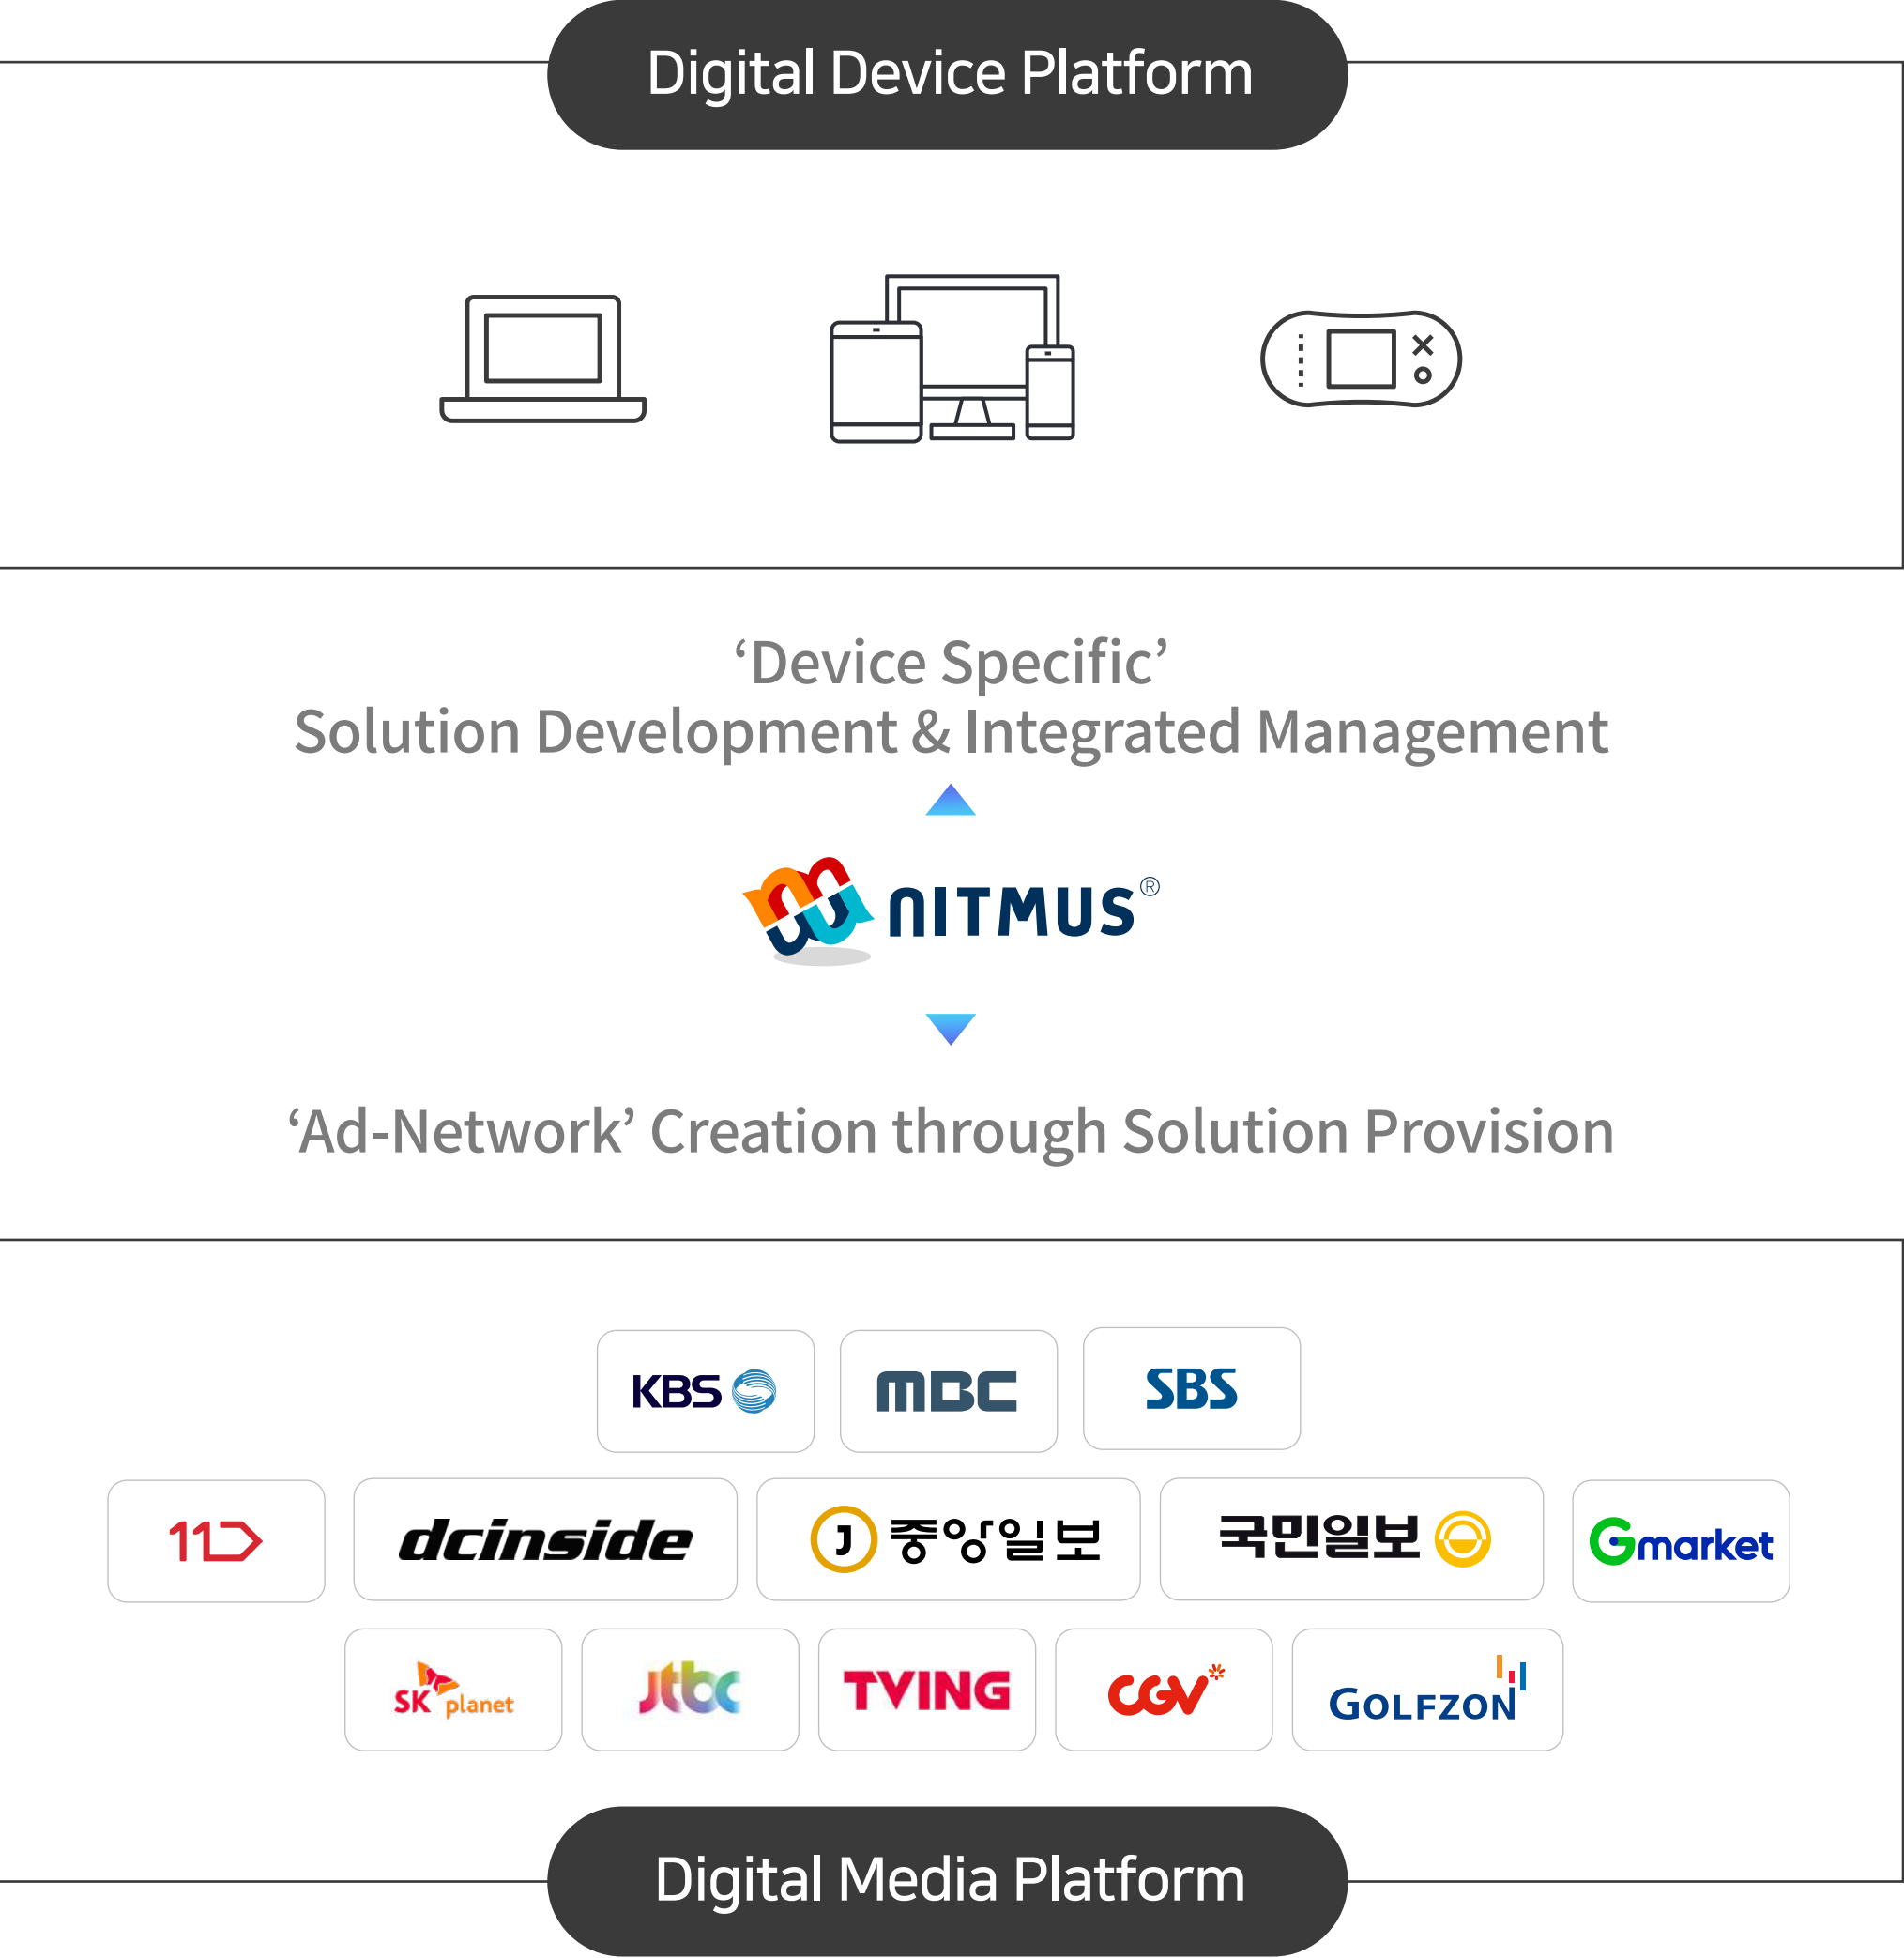 Digital Device Platform
‘Device Specific’
Solution Development & Integrated Management
NITMUS®
‘Ad-Network’ Creation through Solution Provision
KBS
MBC
SBS
11
dcinside
J 중앙일보
국민일보
Gmarket
SK planet
jtbc
TVING
CGV
GOLFZON
Digital Media Platform